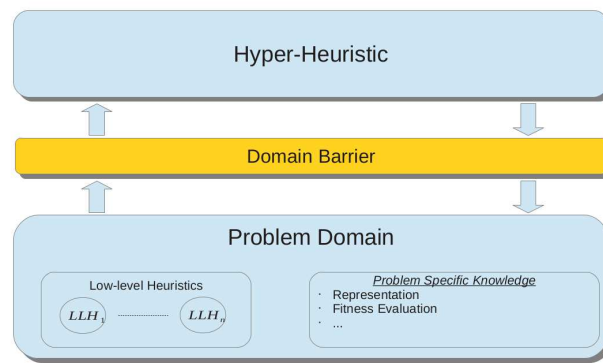 Hyper-Heuristic
Domain Barrier
Problem Domain
Low-level Heuristics
LLH₁ ........ LLHₙ
Problem Specific Knowledge
· Representation
· Fitness Evaluation
· ...